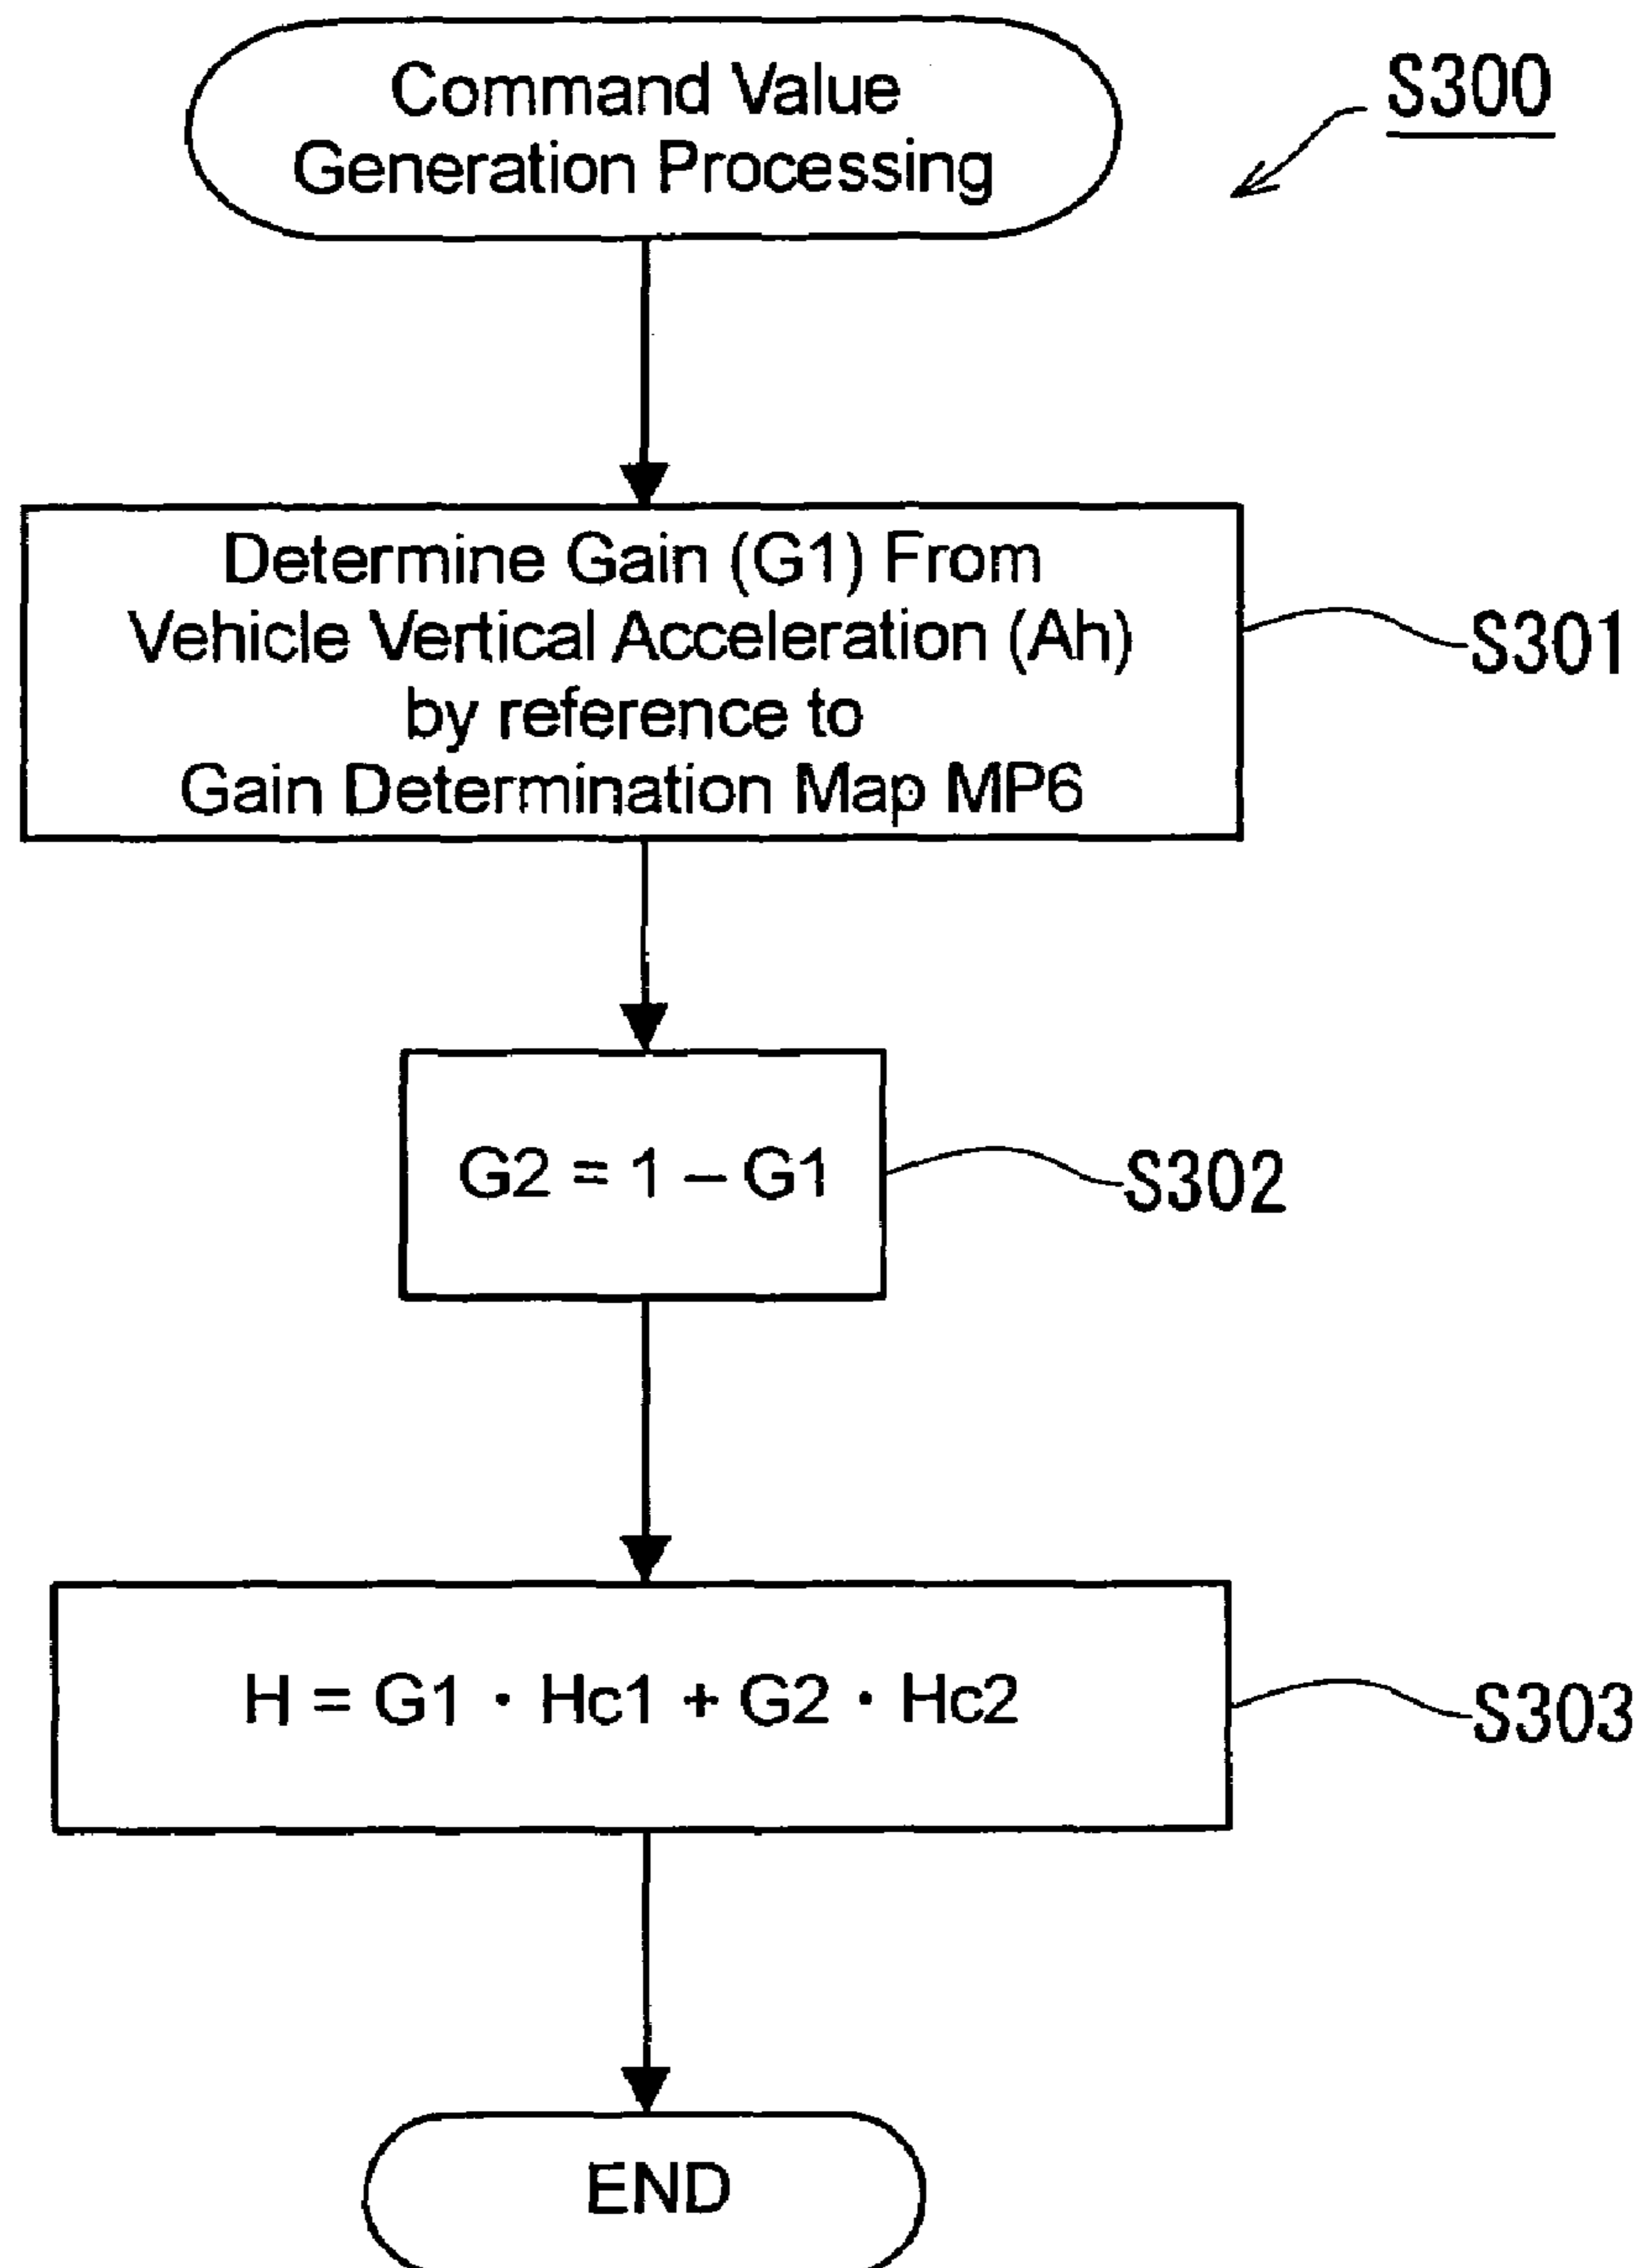 Command Value
Generation Processing
S300
Determine Gain (G1) From
Vehicle Vertical Acceleration (Ah)
by reference to
Gain Determination Map MP6
S301
G2 = 1 – G1
S302
H = G1 · Hc1 + G2 · Hc2
S303
END